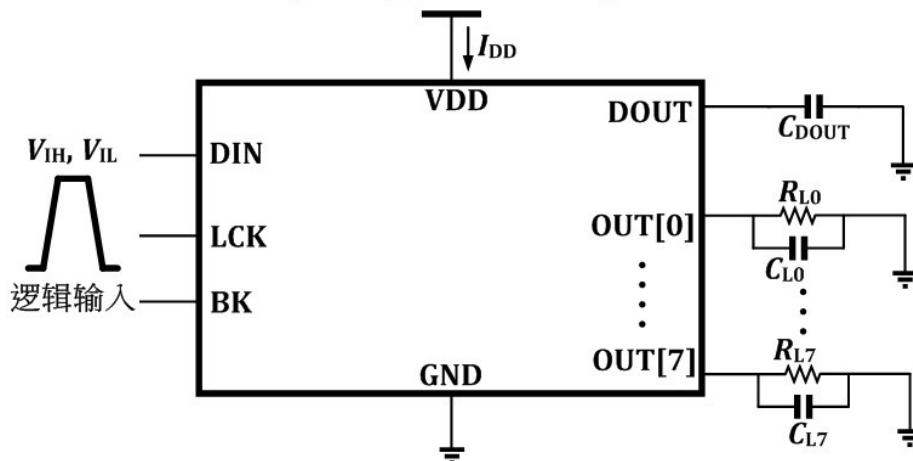 I_DD
VDD
DOUT
C_DOUT
V_IH, V_IL
DIN
R_L0
LCK
OUT[0]
C_L0
逻辑输入
BK
R_L7
OUT[7]
GND
C_L7